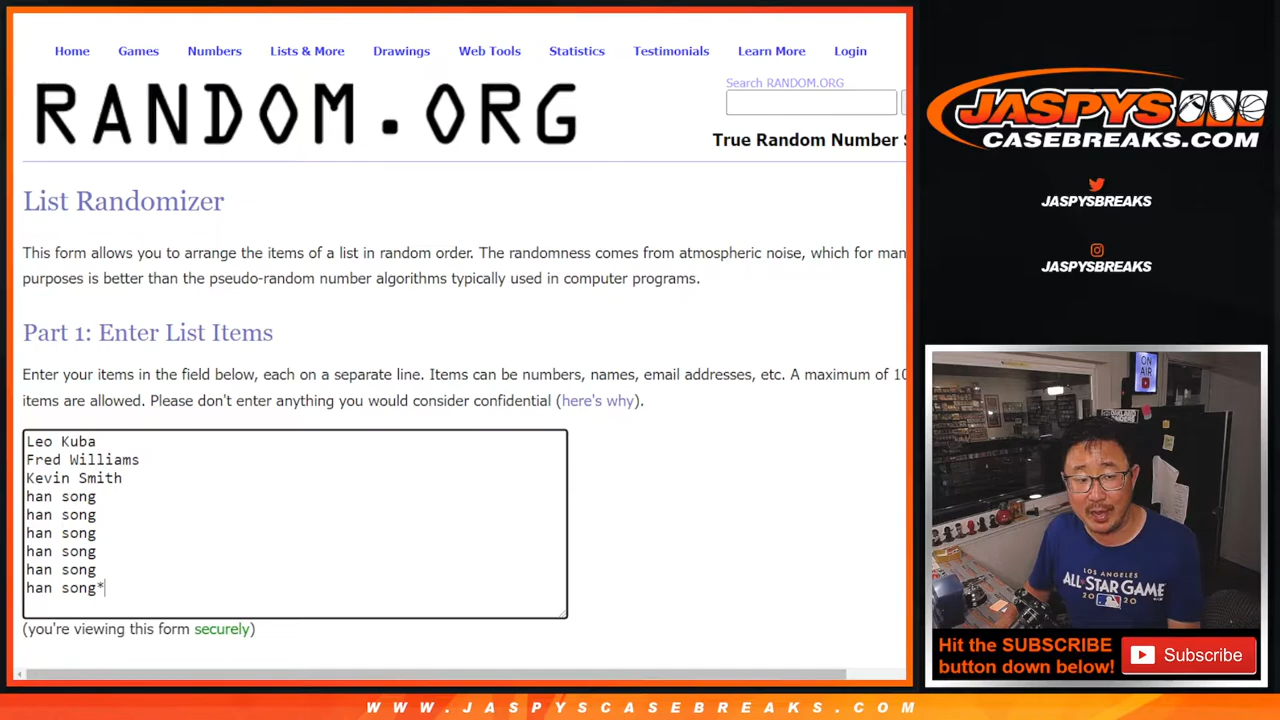 Home Games Numbers Lists & More Drawings Web Tools Statistics Testimonials Learn More Login
RANDOM.ORG
Search RANDOM.ORG
True Random Number
List Randomizer
This form allows you to arrange the items of a list in random order. The randomness comes from atmospheric noise, which for man
purposes is better than the pseudo-random number algorithms typically used in computer programs.
Part 1: Enter List Items
Enter your items in the field below, each on a separate line. Items can be numbers, names, email addresses, etc. A maximum of 10
items are allowed. Please don't enter anything you would consider confidential (here's why).
Leo Kuba
Fred Williams
Kevin Smith
han song
han song
han song
han song
han song
han song*
(you're viewing this form securely)
JASPYS
CASEBREAKS.COM
JASPYSBREAKS
JASPYSBREAKS
ON
AIR
LOS ANGELES
ALL STAR GAME
2020
Hit the SUBSCRIBE
button down below!
Subscribe
WWW.JASPYSCASEBREAKS.COM